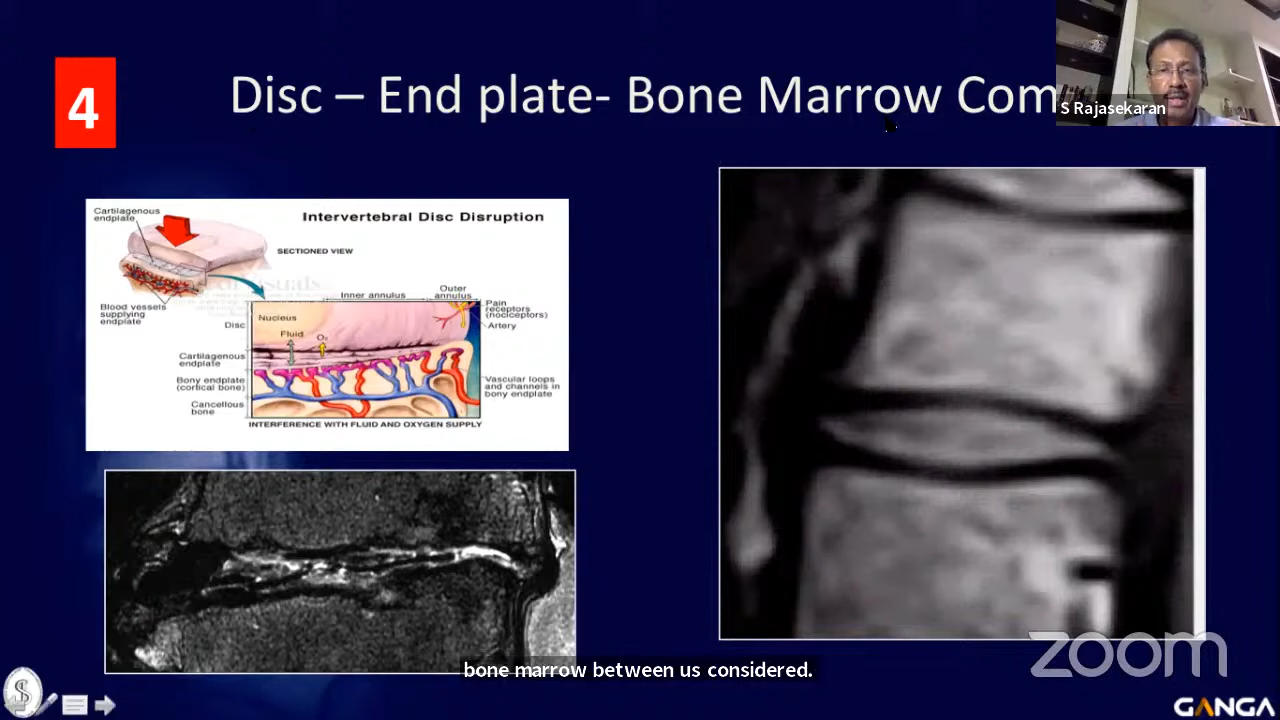 4
Disc – End plate- Bone Marrow Com
S Rajasekaran
Intervertebral Disc Disruption
Cartilagenous
endplate
SECTIONED VIEW
Blood vessels
supplying
endplate
Inner annulus
Outer
annulus
Pain
receptors
(nociceptors)
Artery
Nucleus
Disc
Fluid
O₂
Cartilagenous
endplate
Bony endplate
(cortical bone)
Vascular loops
and channels in
bony endplate
Cancellous
bone
INTERFERENCE WITH FLUID AND OXYGEN SUPPLY
zoom
bone marrow between us considered.
S
GANGA